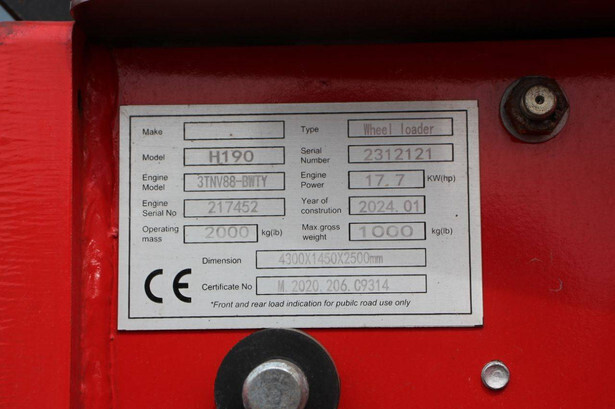 Make Type Wheel loader
Model H190 Serial Number 2312121
Engine Model 3TNV88-BWTY Engine Power 17.7 KW(hp)
Engine Serial No 217452 Year of constrution 2024.01
Operating mass 2000 kg(lb) Max.gross weight 1000 kg(lb)
Dimension 4300X1450X2500mm
CE Certificate No M.2020.206.C9314
*Front and rear load indication for pubilc road use only